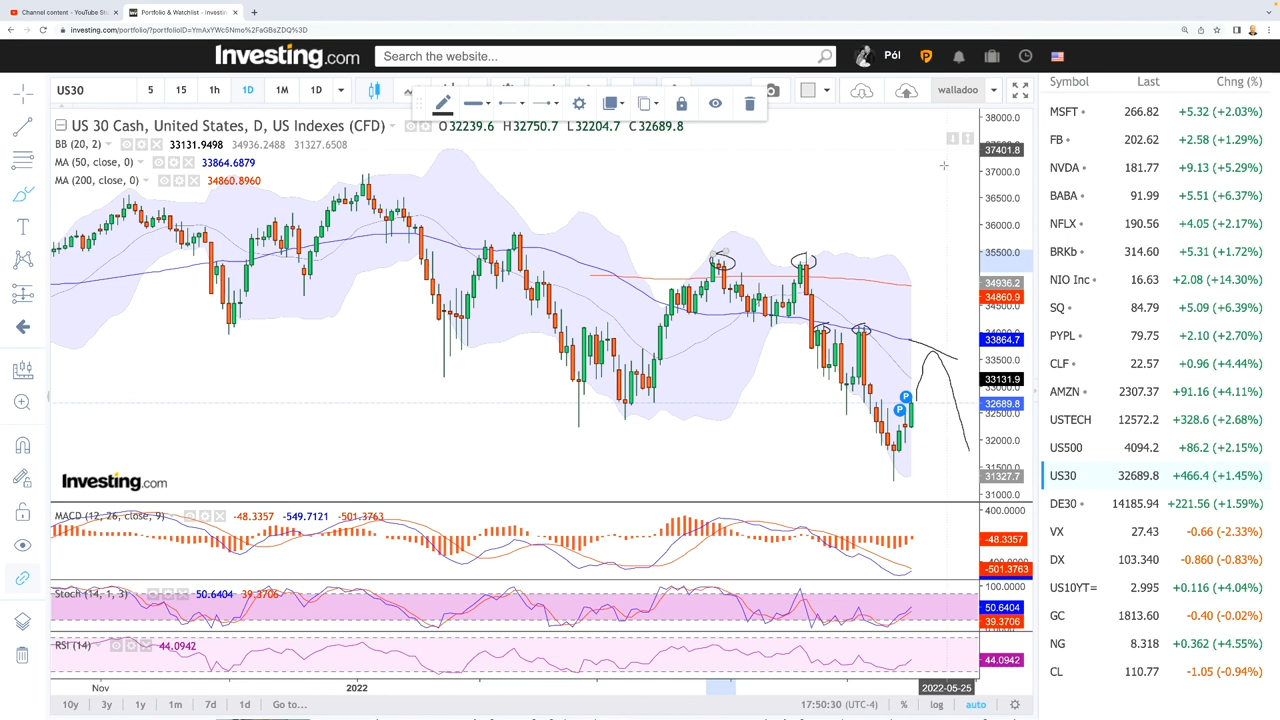 Channel content - YouTube Stu
Portfolio & Watchlist - Investin
investing.com/portfolio/?portfolioID=YmAxYWc5Nmo%2FaGBsZDQ%3D
Investing.com
Search the website...
Pól
US30
5 15 1h 1D 1M 1D
walladoo
US 30 Cash, United States, D, US Indexes (CFD)
O32239.6 H32750.7 L32204.7 C32689.8
BB (20, 2) 33131.9498 34936.2488 31327.6508
MA (50, close, 0) 33864.6879
MA (200, close, 0) 34860.8960
38000.0
37401.8
37000.0
36500.0
36000.0
35500.0
34936.2
34860.9
34500.0
33864.7
33500.0
33131.9
32689.8
32500.0
32000.0
31500.0
31327.7
31000.0
P
P
Investing.com
MACD (12, 26, close, 9) -48.3357 -549.7121 -501.3763
400.0000
-48.3357
-501.3763
Stoch (14, 1, 3) 50.6404 39.3706
100.0000
50.6404
39.3706
RSI (14) 44.0942
44.0942
Nov 2022 2022-05-25
10y 3y 1y 1m 7d 1d Go to...
17:50:30 (UTC-4) % log auto
Symbol Last Chng (%)
MSFT 266.82 +5.32 (+2.03%)
FB 202.62 +2.58 (+1.29%)
NVDA 181.77 +9.13 (+5.29%)
BABA 91.99 +5.51 (+6.37%)
NFLX 190.56 +4.05 (+2.17%)
BRKb 314.60 +5.31 (+1.72%)
NIO Inc 16.63 +2.08 (+14.30%)
SQ 84.79 +5.09 (+6.39%)
PYPL 79.75 +2.10 (+2.70%)
CLF 22.57 +0.96 (+4.44%)
AMZN 2307.37 +91.16 (+4.11%)
USTECH 12572.2 +328.6 (+2.68%)
US500 4094.2 +86.2 (+2.15%)
US30 32689.8 +466.4 (+1.45%)
DE30 14185.94 +221.56 (+1.59%)
VX 27.43 -0.66 (-2.33%)
DX 103.340 -0.860 (-0.83%)
US10YT= 2.995 +0.116 (+4.04%)
GC 1813.60 -0.40 (-0.02%)
NG 8.318 +0.362 (+4.55%)
CL 110.77 -1.05 (-0.94%)